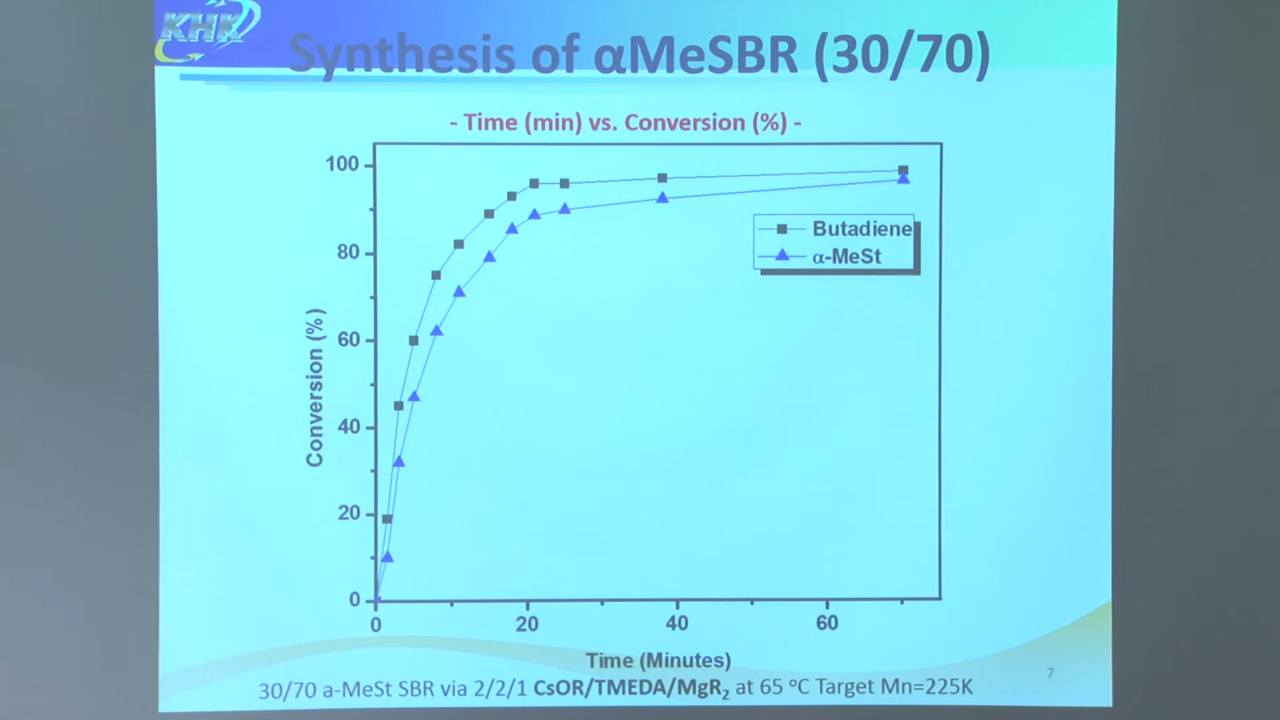 KHK
Synthesis of αMeSBR (30/70)
- Time (min) vs. Conversion (%) -
100
80
60
40
20
0
Conversion (%)
Butadiene
α-MeSt
0 20 40 60
Time (Minutes)
30/70 a-MeSt SBR via 2/2/1 CsOR/TMEDA/MgR₂ at 65 ºC Target Mn=225K
7